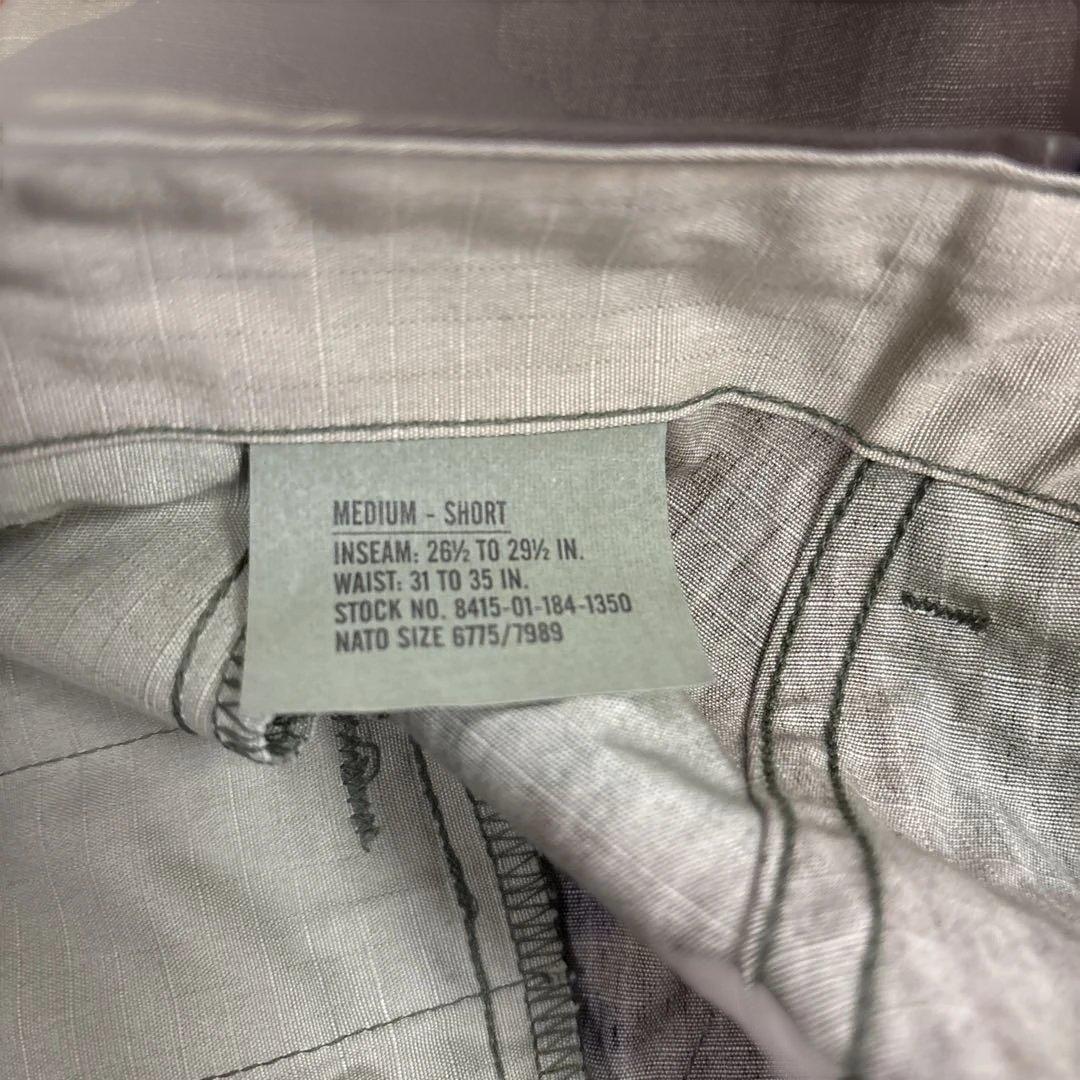 MEDIUM - SHORT
INSEAM: 26½ TO 29½ IN.
WAIST: 31 TO 35 IN.
STOCK NO. 8415-01-184-1350
NATO SIZE 6775/7989